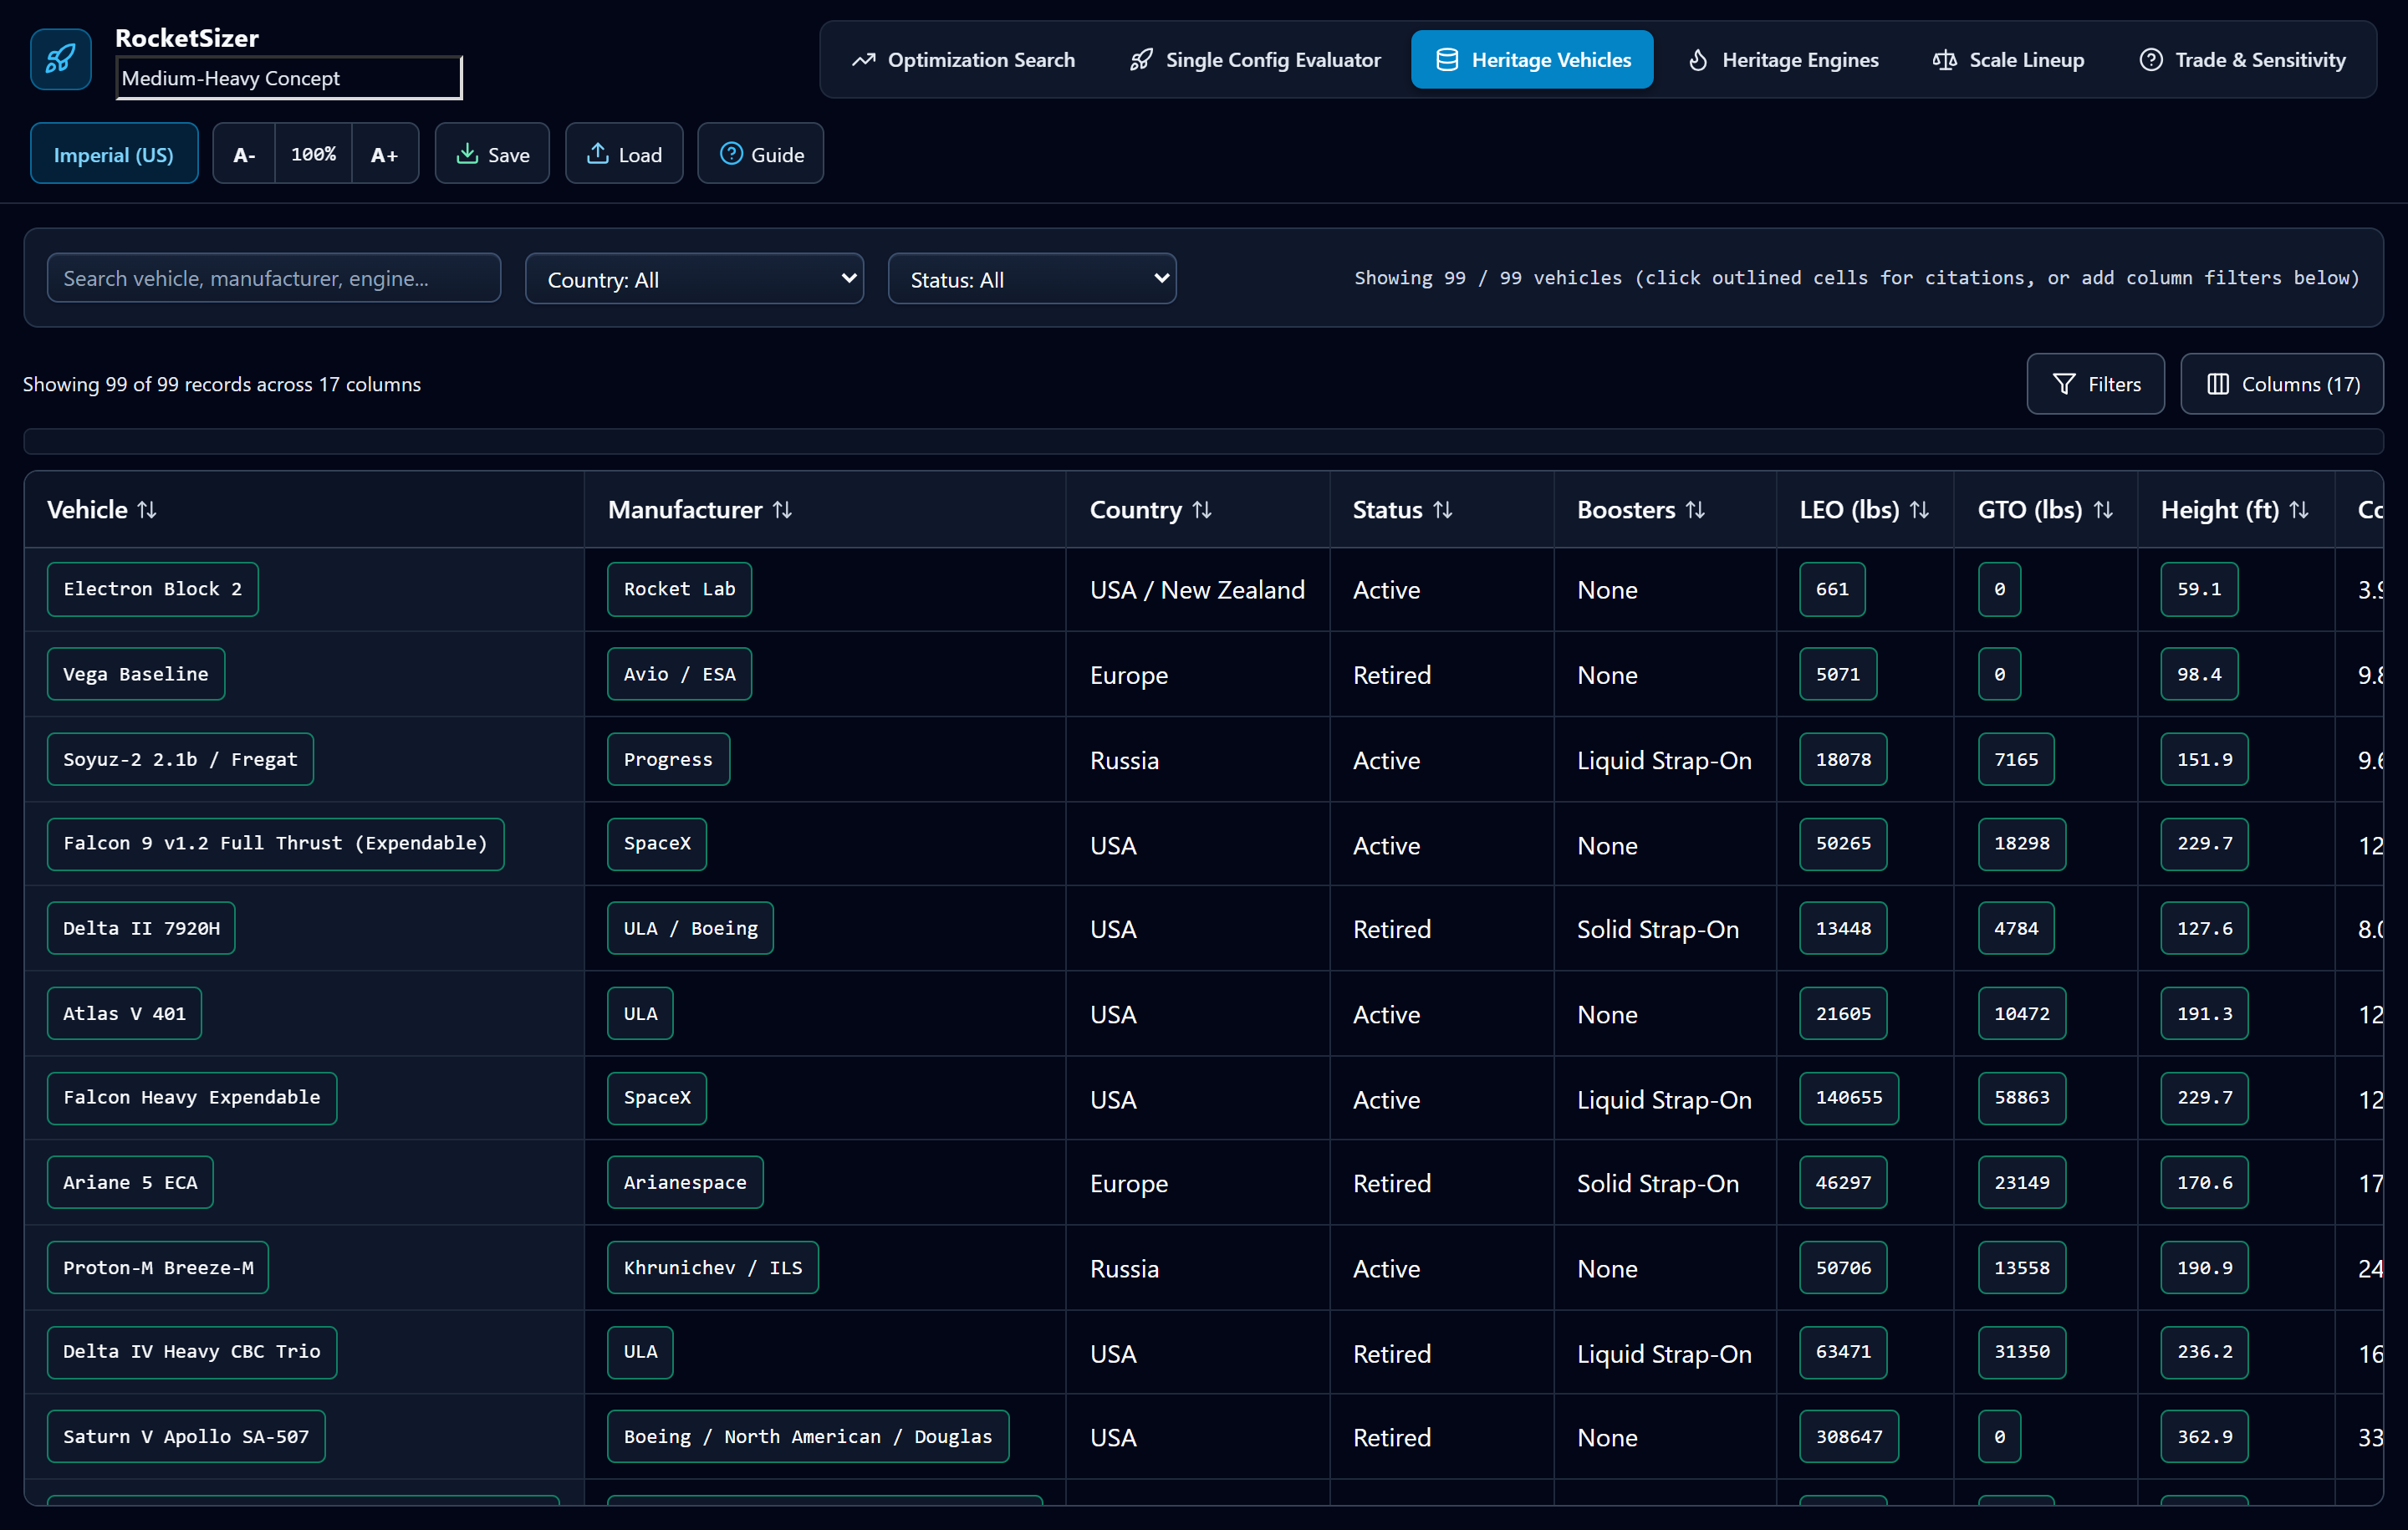 RocketSizer
Medium-Heavy Concept
Optimization Search
Single Config Evaluator
Heritage Vehicles
Heritage Engines
Scale Lineup
Trade & Sensitivity
Imperial (US)
A-
100%
A+
Save
Load
Guide
Search vehicle, manufacturer, engine...
Country: All
Status: All
Showing 99 / 99 vehicles (click outlined cells for citations, or add column filters below)
Showing 99 of 99 records across 17 columns
Filters
Columns (17)
Vehicle Manufacturer Country Status Boosters LEO (lbs) GTO (lbs) Height (ft)
Electron Block 2 Rocket Lab USA / New Zealand Active None 661 0 59.1
Vega Baseline Avio / ESA Europe Retired None 5071 0 98.4
Soyuz-2 2.1b / Fregat Progress Russia Active Liquid Strap-On 18078 7165 151.9
Falcon 9 v1.2 Full Thrust (Expendable) SpaceX USA Active None 50265 18298 229.7 12
Delta II 7920H ULA / Boeing USA Retired Solid Strap-On 13448 4784 127.6
Atlas V 401 ULA USA Active None 21605 10472 191.3 12
Falcon Heavy Expendable SpaceX USA Active Liquid Strap-On 140655 58863 229.7 12
Ariane 5 ECA Arianespace Europe Retired Solid Strap-On 46297 23149 170.6 17
Proton-M Breeze-M Khrunichev / ILS Russia Active None 50706 13558 190.9 24
Delta IV Heavy CBC Trio ULA USA Retired Liquid Strap-On 63471 31350 236.2 16
Saturn V Apollo SA-507 Boeing / North American / Douglas USA Retired None 308647 0 362.9 33